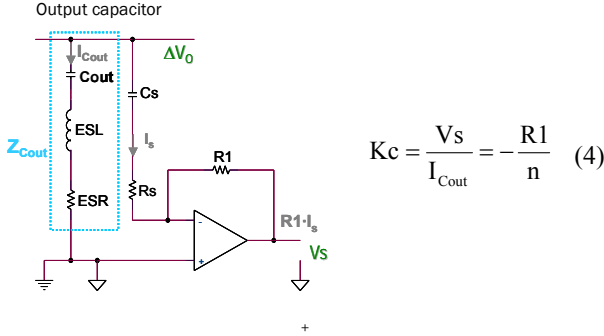 Output capacitor
I_Cout
ΔV_O
Cout
Cs
ESL
Z_Cout
I_s
R1
Rs
ESR
-
R1·I_s
+
Vs
Kc = Vs / I_Cout = - R1 / n (4)
+